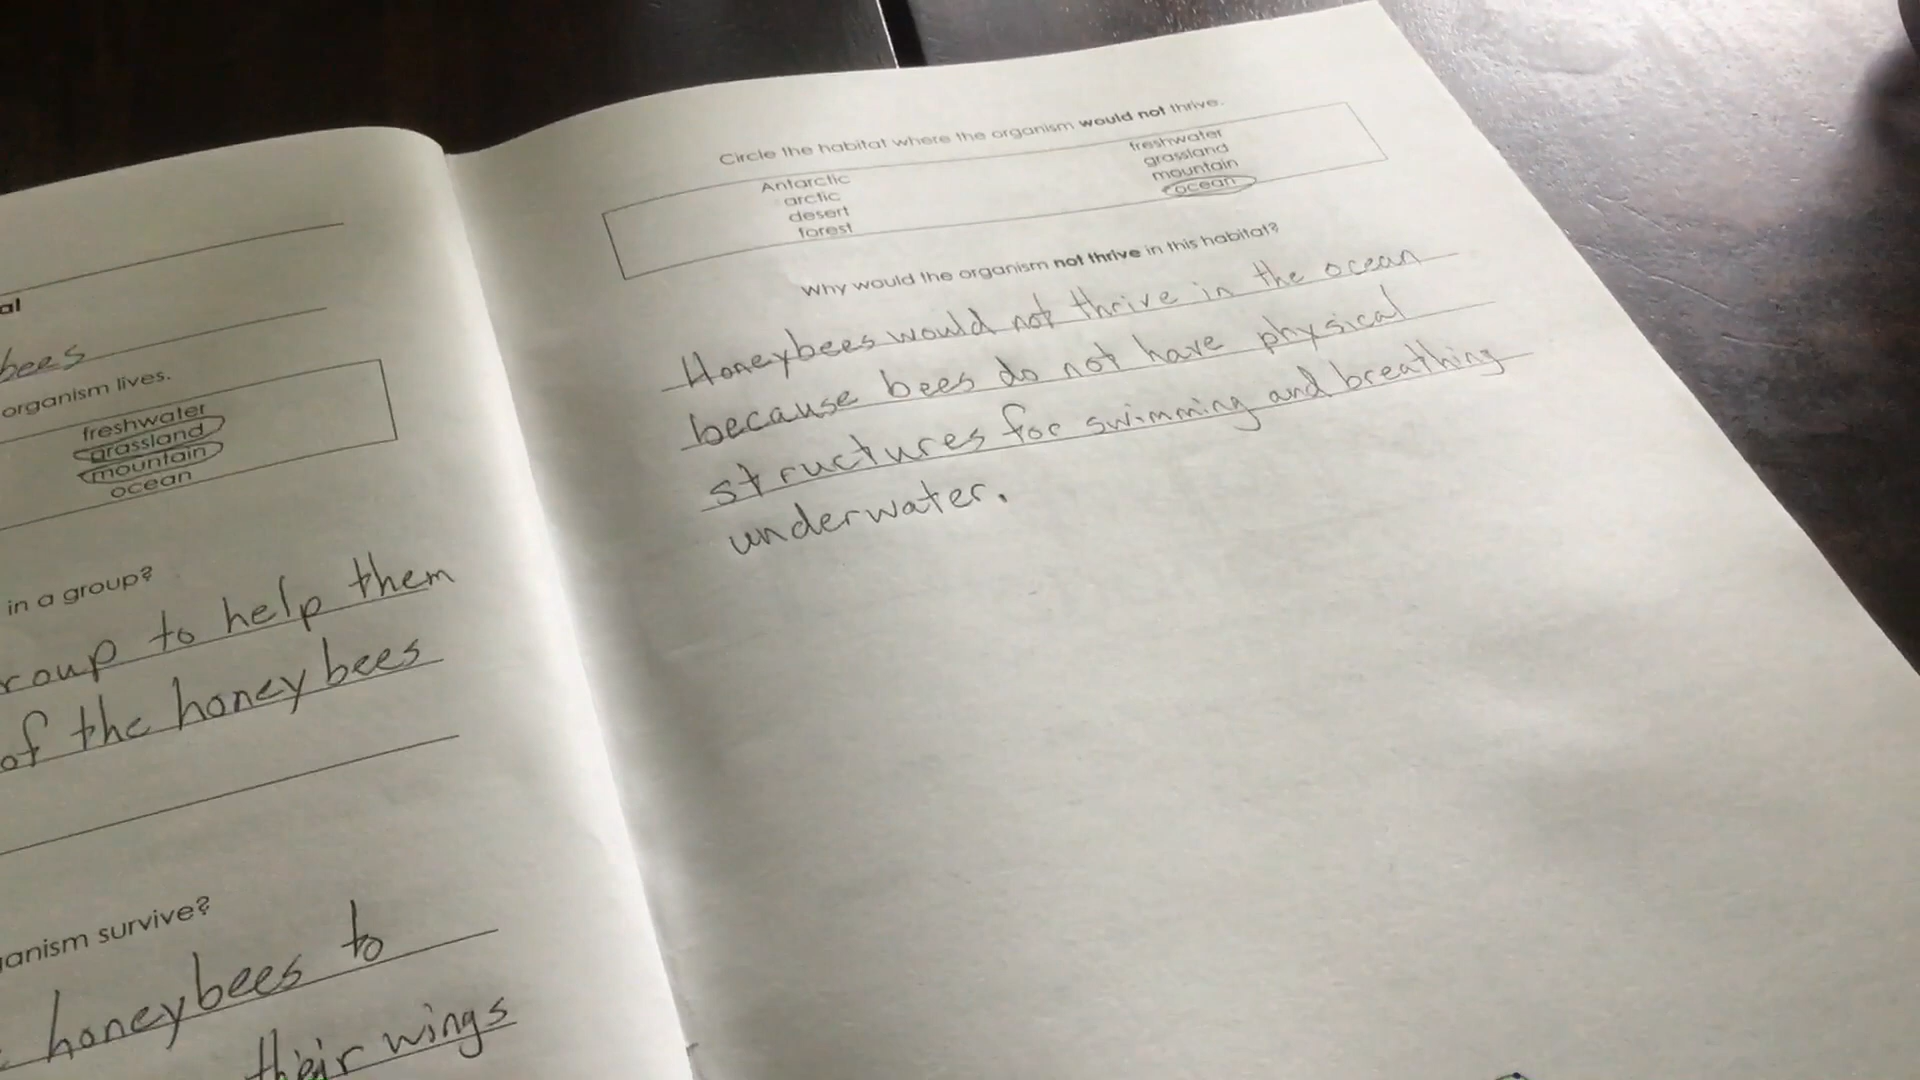 al
bees
organism lives.
freshwater
grassland
mountain
ocean
in a group?
roup to help them
of the honeybees
anism survive?
honeybees to
their wings
Circle the habitat where the organism would not thrive.
Antarctic
arctic
desert
forest
freshwater
grassland
mountain
ocean
Why would the organism not thrive in this habitat?
Honeybees would not thrive in the ocean
because bees do not have physical
structures for swimming and breathing
underwater.